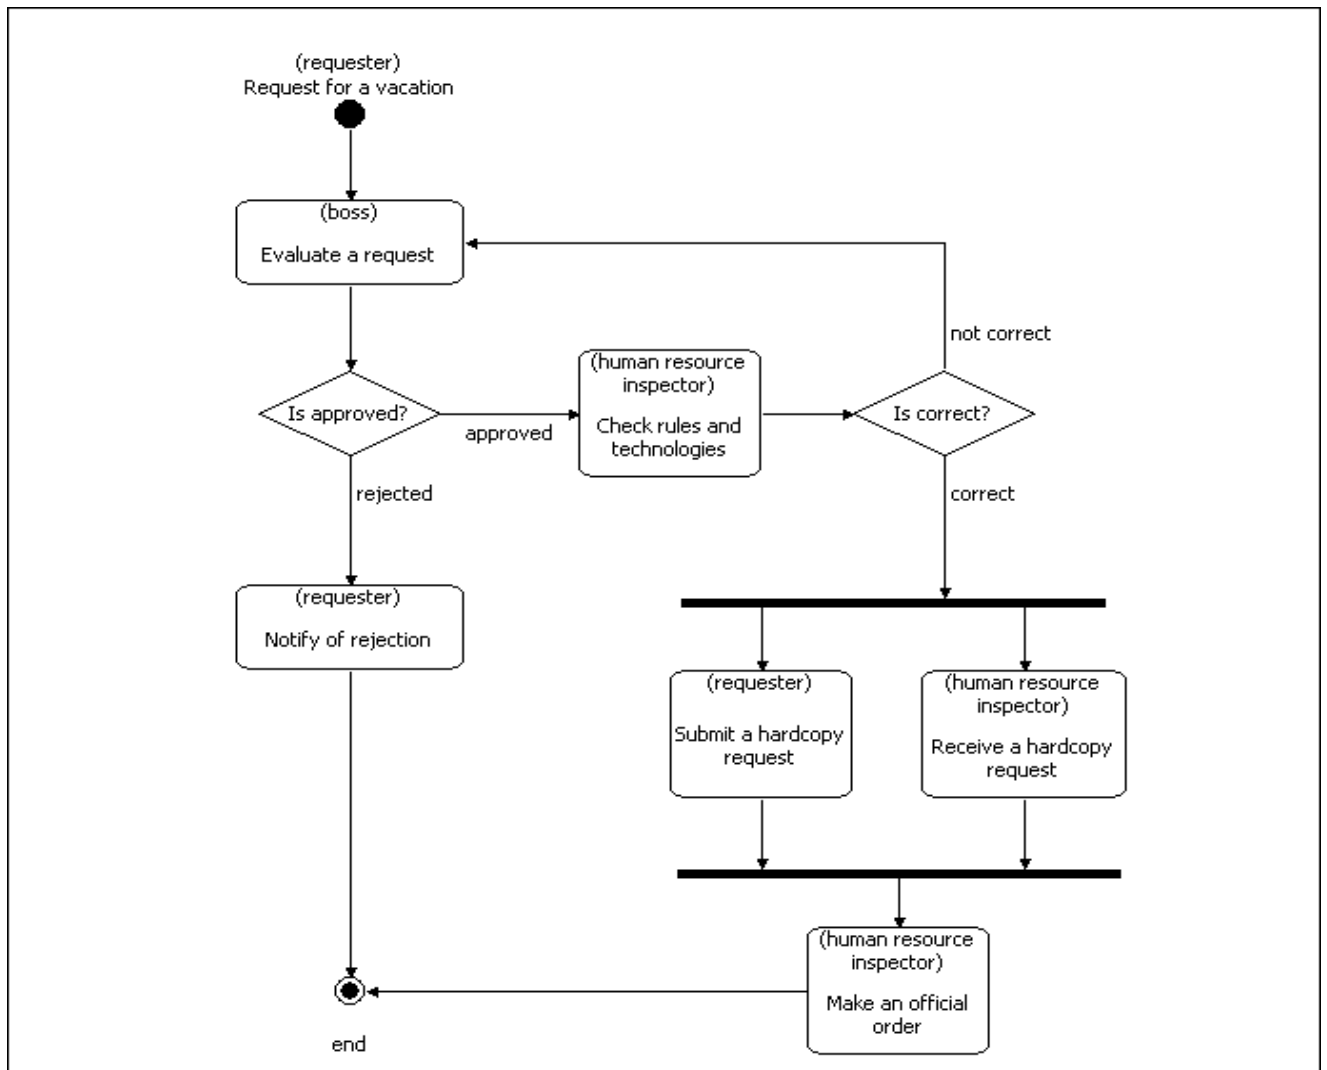 (requester)
Request for a vacation
(boss)
Evaluate a request
not correct
(human resource
inspector)
Check rules and
technologies
Is approved?
Is correct?
approved
rejected
correct
(requester)
Notify of rejection
(requester)
Submit a hardcopy
request
(human resource
inspector)
Receive a hardcopy
request
(human resource
inspector)
Make an official
order
end